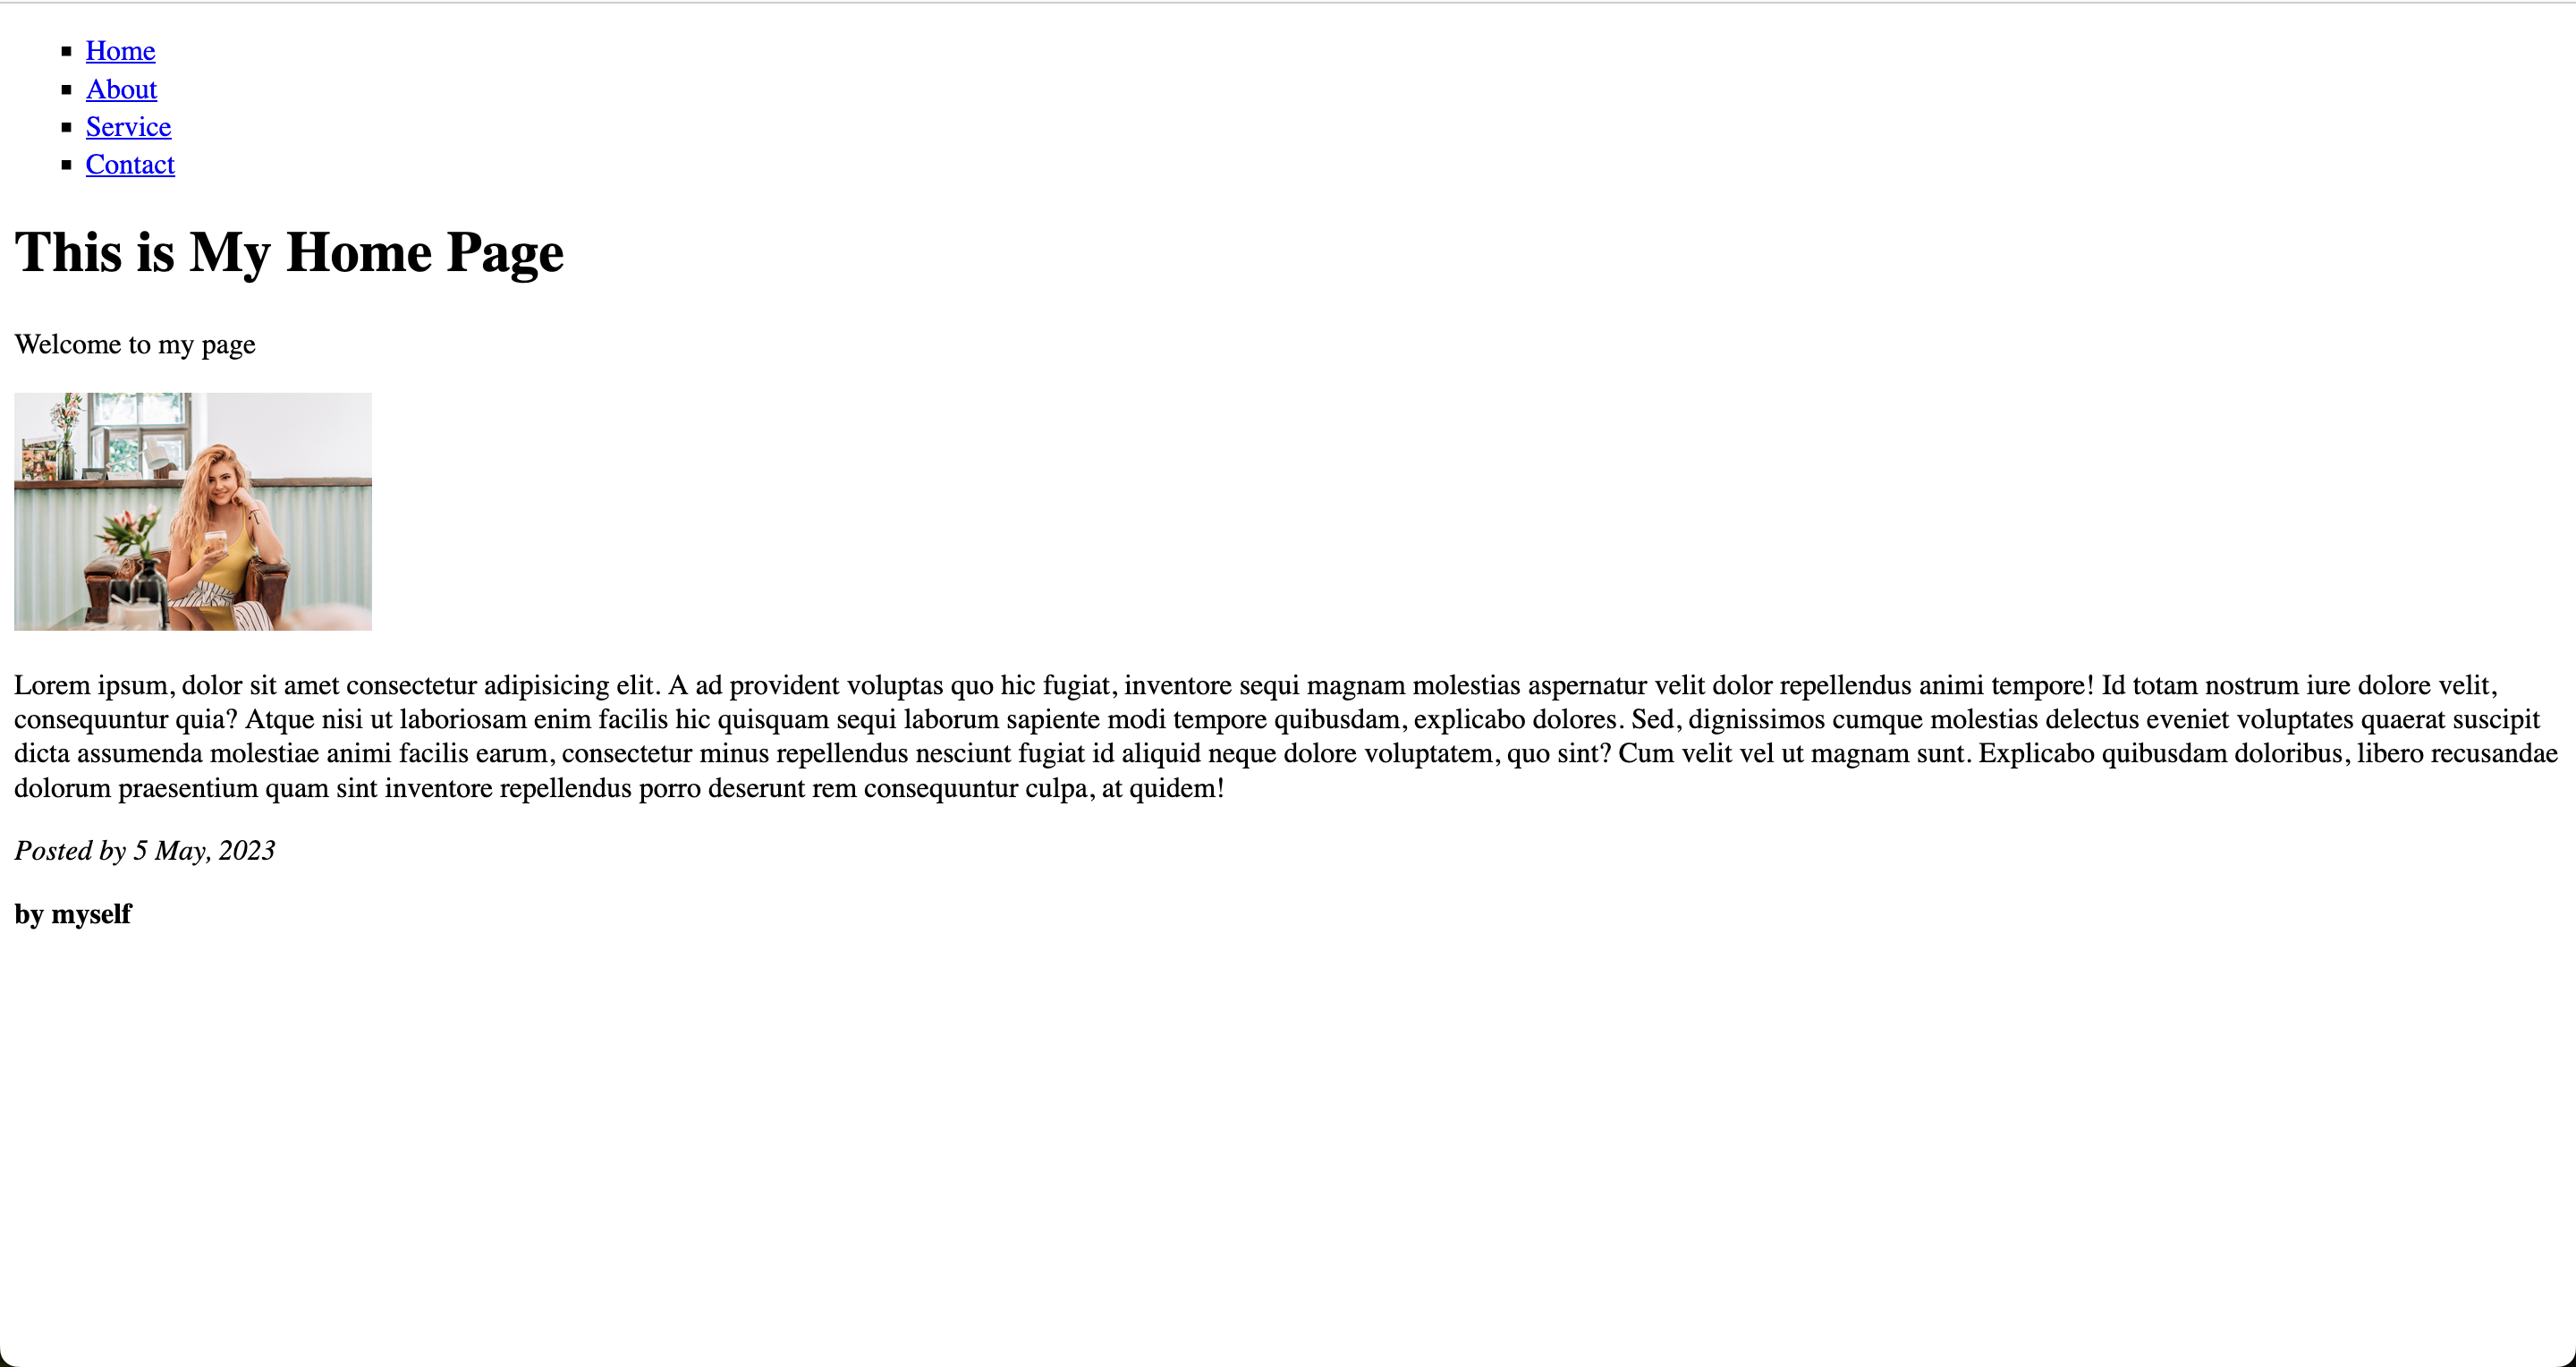 Home
About
Service
Contact
This is My Home Page
Welcome to my page
Lorem ipsum, dolor sit amet consectetur adipisicing elit. A ad provident voluptas quo hic fugiat, inventore sequi magnam molestias aspernatur velit dolor repellendus animi tempore! Id totam nostrum iure dolore velit,
consequuntur quia? Atque nisi ut laboriosam enim facilis hic quisquam sequi laborum sapiente modi tempore quibusdam, explicabo dolores. Sed, dignissimos cumque molestias delectus eveniet voluptates quaerat suscipit
dicta assumenda molestiae animi facilis earum, consectetur minus repellendus nesciunt fugiat id aliquid neque dolore voluptatem, quo sint? Cum velit vel ut magnam sunt. Explicabo quibusdam doloribus, libero recusandae
dolorum praesentium quam sint inventore repellendus porro deserunt rem consequuntur culpa, at quidem!
Posted by 5 May, 2023
by myself